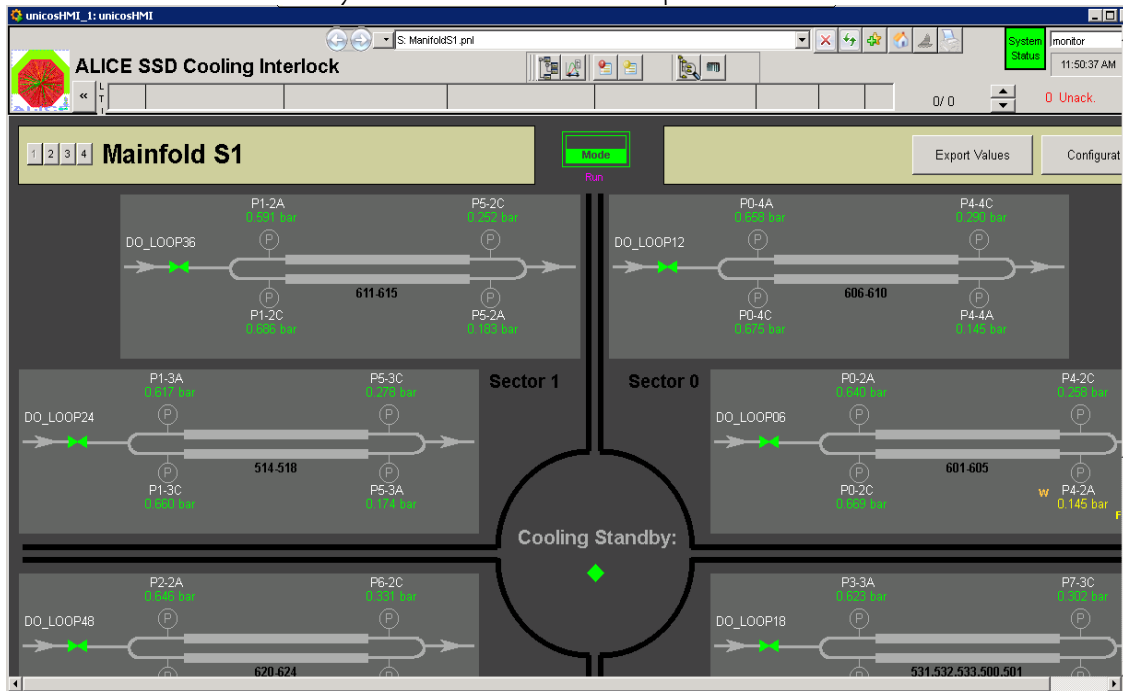 unicosHMI_1: unicosHMI
S: ManifoldS1.pnl
System Status
monitor
11:50:37 AM
ALICE SSD Cooling Interlock
«
L
T
I
0/ 0
0 Unack.
1 2 3 4
Mainfold S1
Mode
Run
Export Values
Configurat
P1-2A
0.591 bar
P5-2C
0.252 bar
DO_LOOP36
P
P
611-615
P
P
P1-2C
0.686 bar
P5-2A
0.183 bar
P0-4A
0.658 bar
P4-4C
0.290 bar
DO_LOOP12
P
P
606-610
P
P
P0-4C
0.675 bar
P4-4A
0.145 bar
Sector 1
Sector 0
P1-3A
0.617 bar
P5-3C
0.278 bar
DO_LOOP24
P
P
514-518
P
P
P1-3C
0.660 bar
P5-3A
0.174 bar
P0-2A
0.640 bar
P4-2C
0.258 bar
DO_LOOP06
P
P
601-605
P
P
P0-2C
0.669 bar
W P4-2A
0.145 bar
F
Cooling Standby:
P2-2A
0.646 bar
P6-2C
0.331 bar
DO_LOOP48
P
P
620-624
P3-3A
0.623 bar
P7-3C
0.302 bar
DO_LOOP18
P
P
531,532,533,500,501